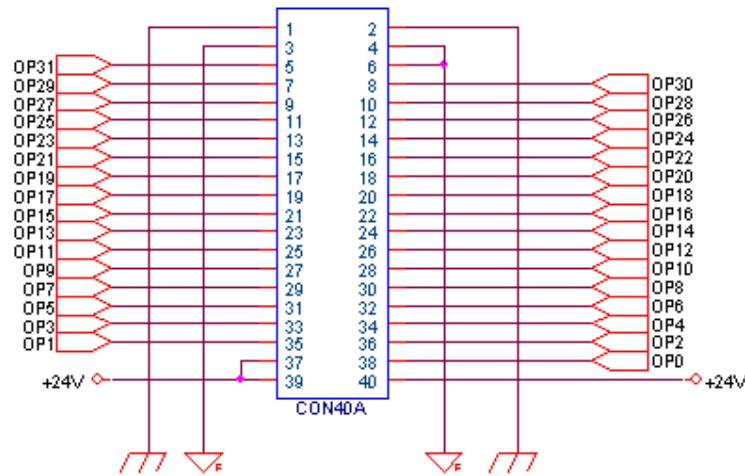 1 2
3 4
OP31 5 6
OP29 7 8 OP30
OP27 9 10 OP28
OP25 11 12 OP26
OP23 13 14 OP24
OP21 15 16 OP22
OP19 17 18 OP20
OP17 19 20 OP18
OP15 21 22 OP16
OP13 23 24 OP14
OP11 25 26 OP12
OP9 27 28 OP10
OP7 29 30 OP8
OP5 31 32 OP6
OP3 33 34 OP4
OP1 35 36 OP2
37 38 OP0
+24V 39 40 +24V
CON40A
F F